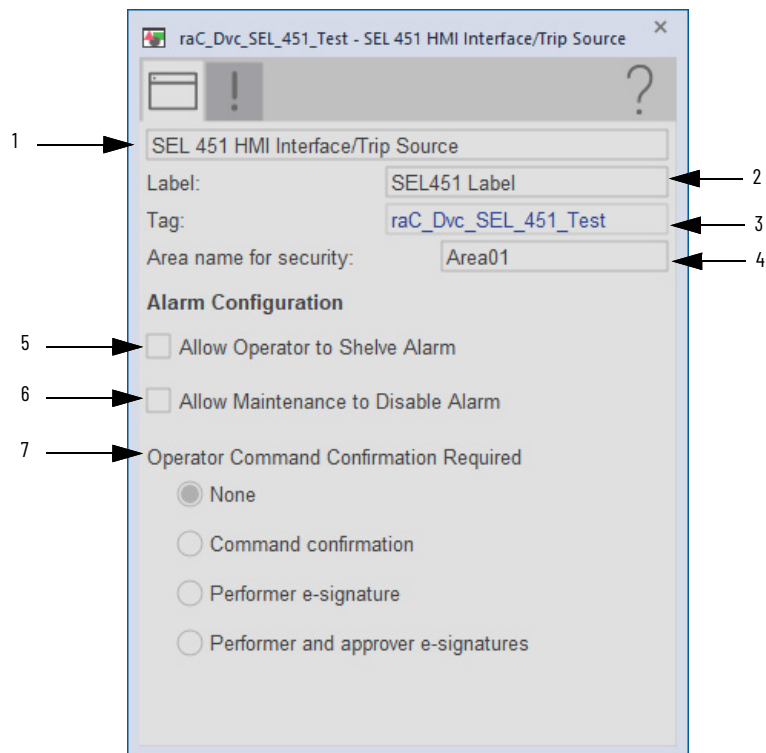 raC_Dvc_SEL_451_Test - SEL 451 HMI Interface/Trip Source ×
! ?
1 SEL 451 HMI Interface/Trip Source
Label: SEL451 Label 2
Tag: raC_Dvc_SEL_451_Test 3
Area name for security: Area01 4
Alarm Configuration
5 Allow Operator to Shelve Alarm
6 Allow Maintenance to Disable Alarm
7 Operator Command Confirmation Required
None
Command confirmation
Performer e-signature
Performer and approver e-signatures